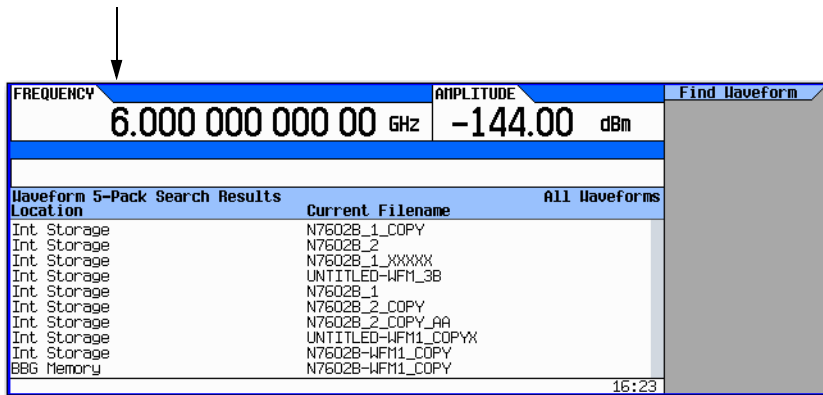 FREQUENCY AMPLITUDE Find Waveform
6.000 000 000 00 GHz -144.00 dBm
Waveform 5-Pack Search Results All Waveforms
Location Current Filename
Int Storage N7602B_1_COPY
Int Storage N7602B_2
Int Storage N7602B_1_XXXXX
Int Storage UNTITLED-WFM_3B
Int Storage N7602B_1
Int Storage N7602B_2_COPY
Int Storage N7602B_2_COPY_AA
Int Storage UNTITLED-WFM1_COPYX
Int Storage N7602B-WFM1_COPY
BBG Memory N7602B-WFM1_COPY
16:23